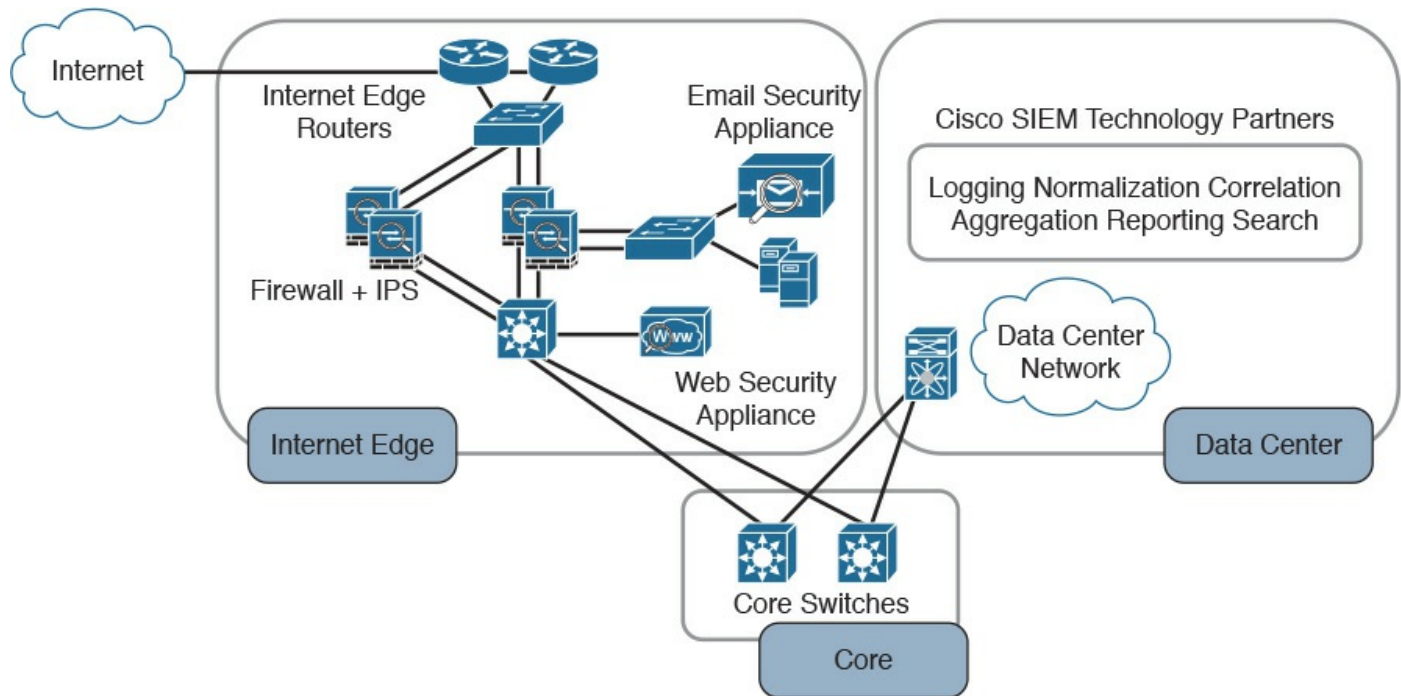 Internet
Internet Edge
Routers
Email Security
Appliance
Firewall + IPS
Www
Web Security
Appliance
Internet Edge
Cisco SIEM Technology Partners
Logging Normalization Correlation
Aggregation Reporting Search
Data Center
Network
Data Center
Core Switches
Core